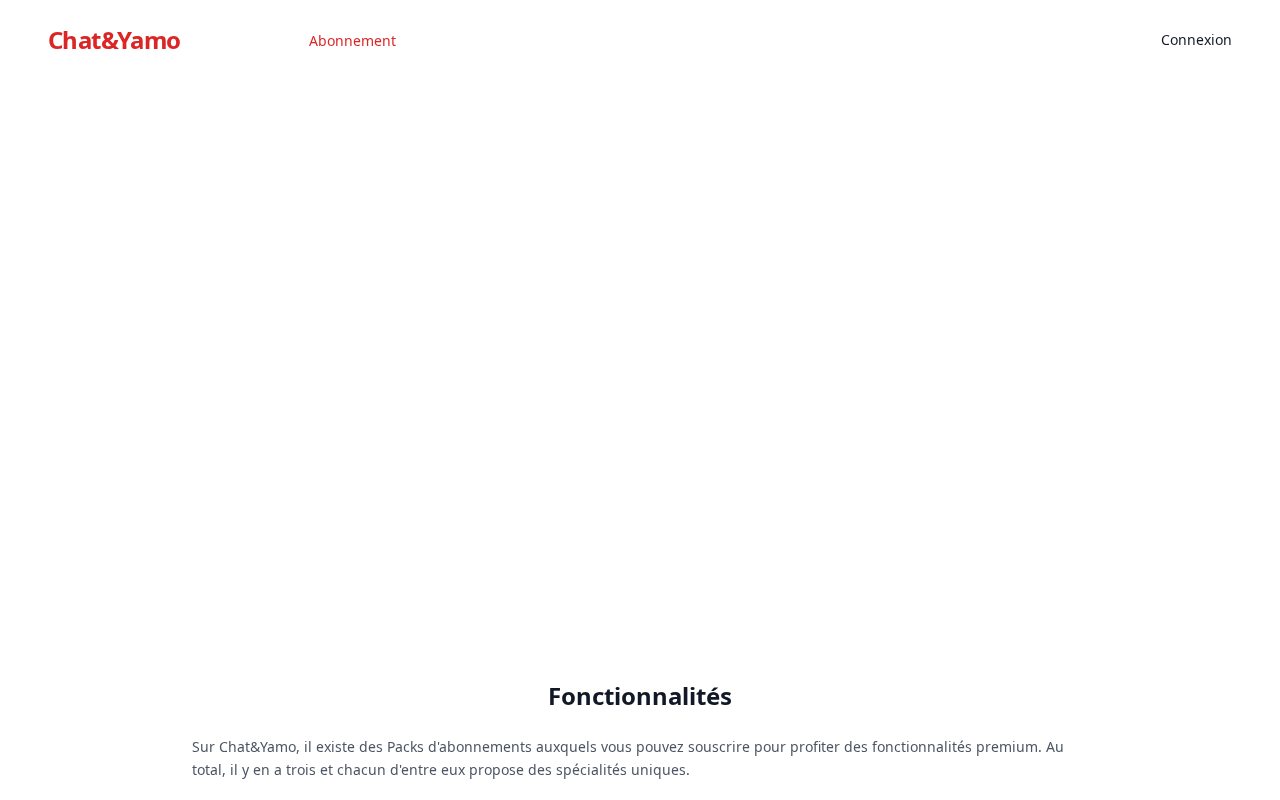 Chat&Yamo
Abonnement
Connexion
Fonctionnalités
Sur Chat&Yamo, il existe des Packs d'abonnements auxquels vous pouvez souscrire pour profiter des fonctionnalités premium. Au
total, il y en a trois et chacun d'entre eux propose des spécialités uniques.